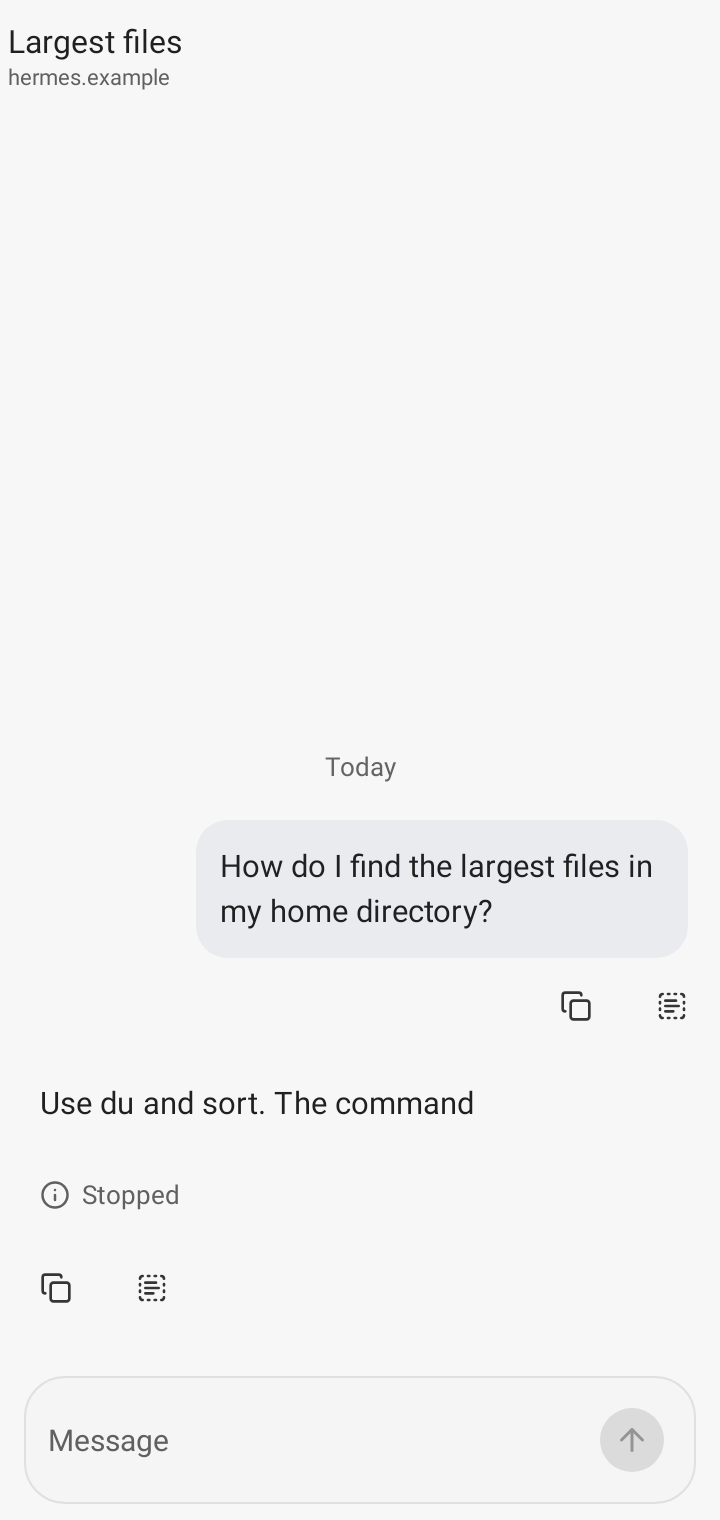 Largest files
hermes.example
Today
How do I find the largest files in
my home directory?
Use du and sort. The command
Stopped
Message